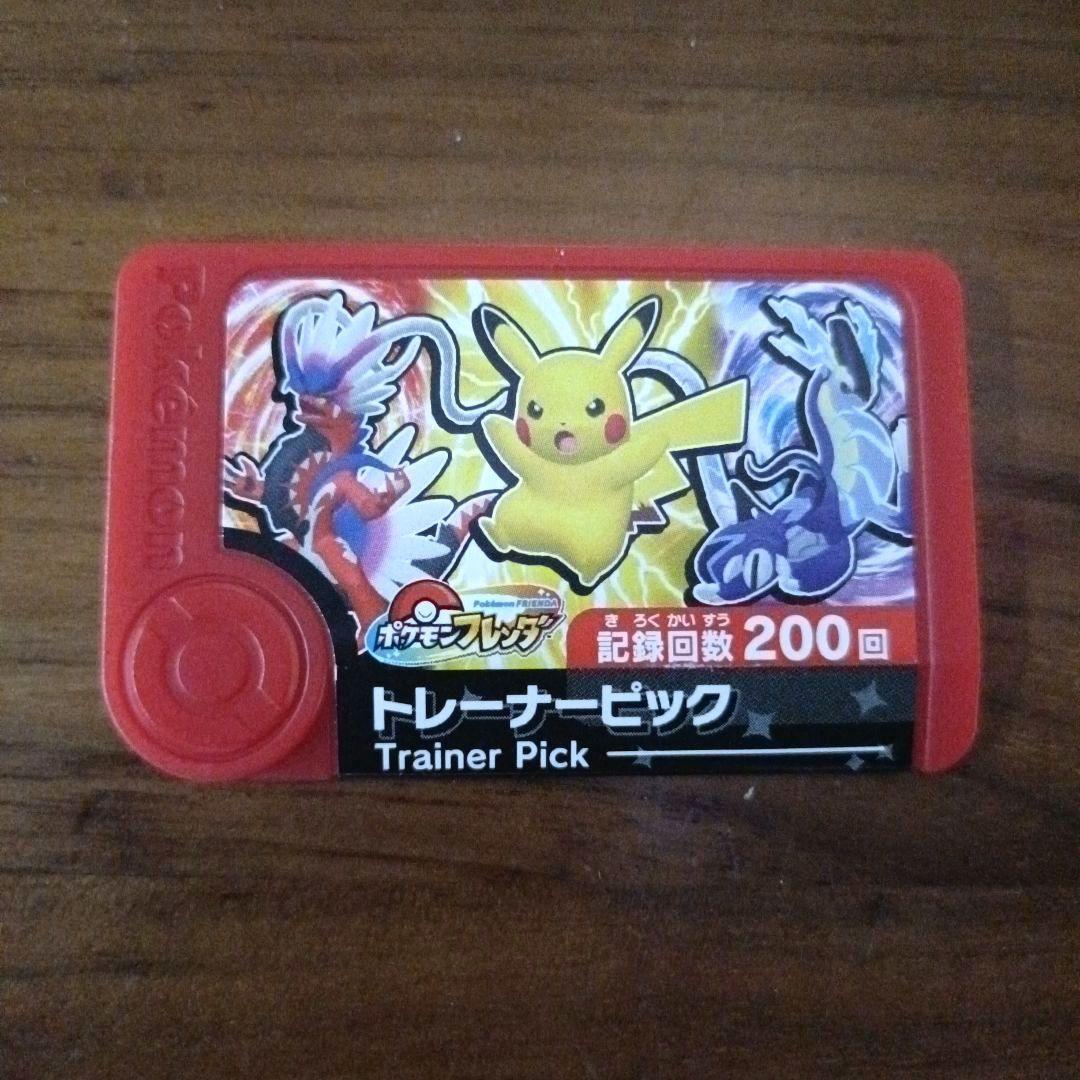 Pokémon
Pokémon FRIENDA
ポケモンフレンダ
き ろく かい すう
記録回数 200回
トレーナーピック
Trainer Pick